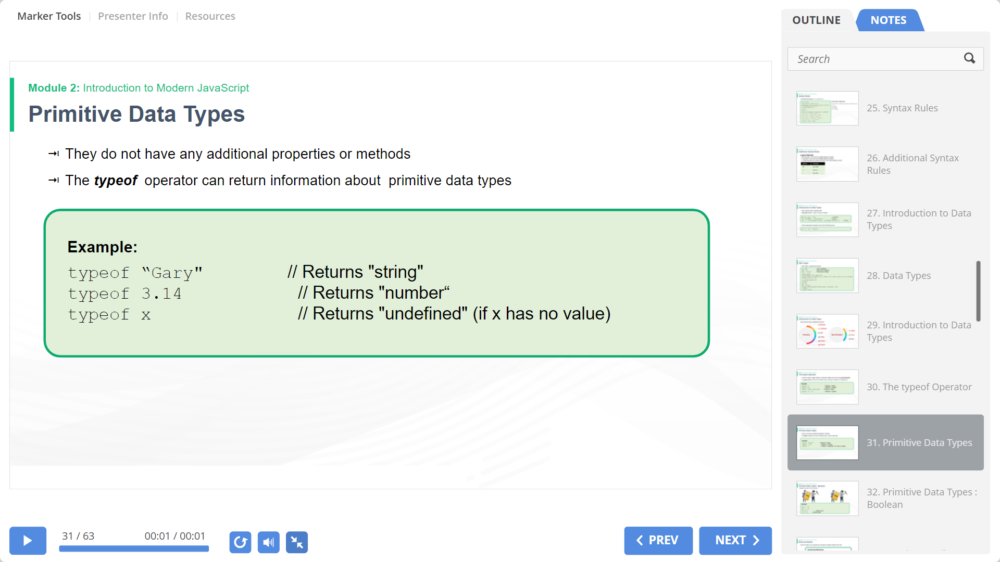 Marker Tools
Presenter Info
Resources
OUTLINE
NOTES
Search
Module 2: Introduction to Modern JavaScript
Primitive Data Types
They do not have any additional properties or methods
The typeof operator can return information about primitive data types
Example:
typeof “Gary" // Returns "string"
typeof 3.14 // Returns "number“
typeof x // Returns "undefined" (if x has no value)
25. Syntax Rules
26. Additional Syntax
Rules
27. Introduction to Data
Types
28. Data Types
29. Introduction to Data
Types
30. The typeof Operator
31. Primitive Data Types
32. Primitive Data Types :
Boolean
31 / 63
00:01 / 00:01
PREV
NEXT